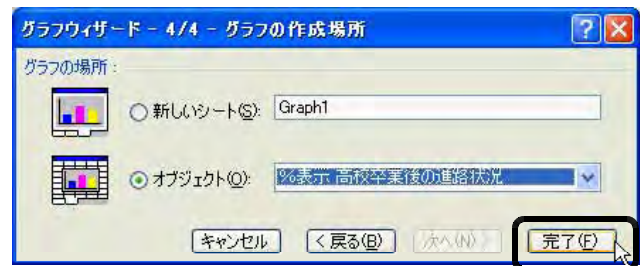 グラフウィザード - 4/4 - グラフの作成場所
グラフの場所:
新しいシート(S): Graph1
オブジェクト(O): %表示 高校卒業後の進路状況
キャンセル < 戻る(B) 次へ(N) > 完了(F)